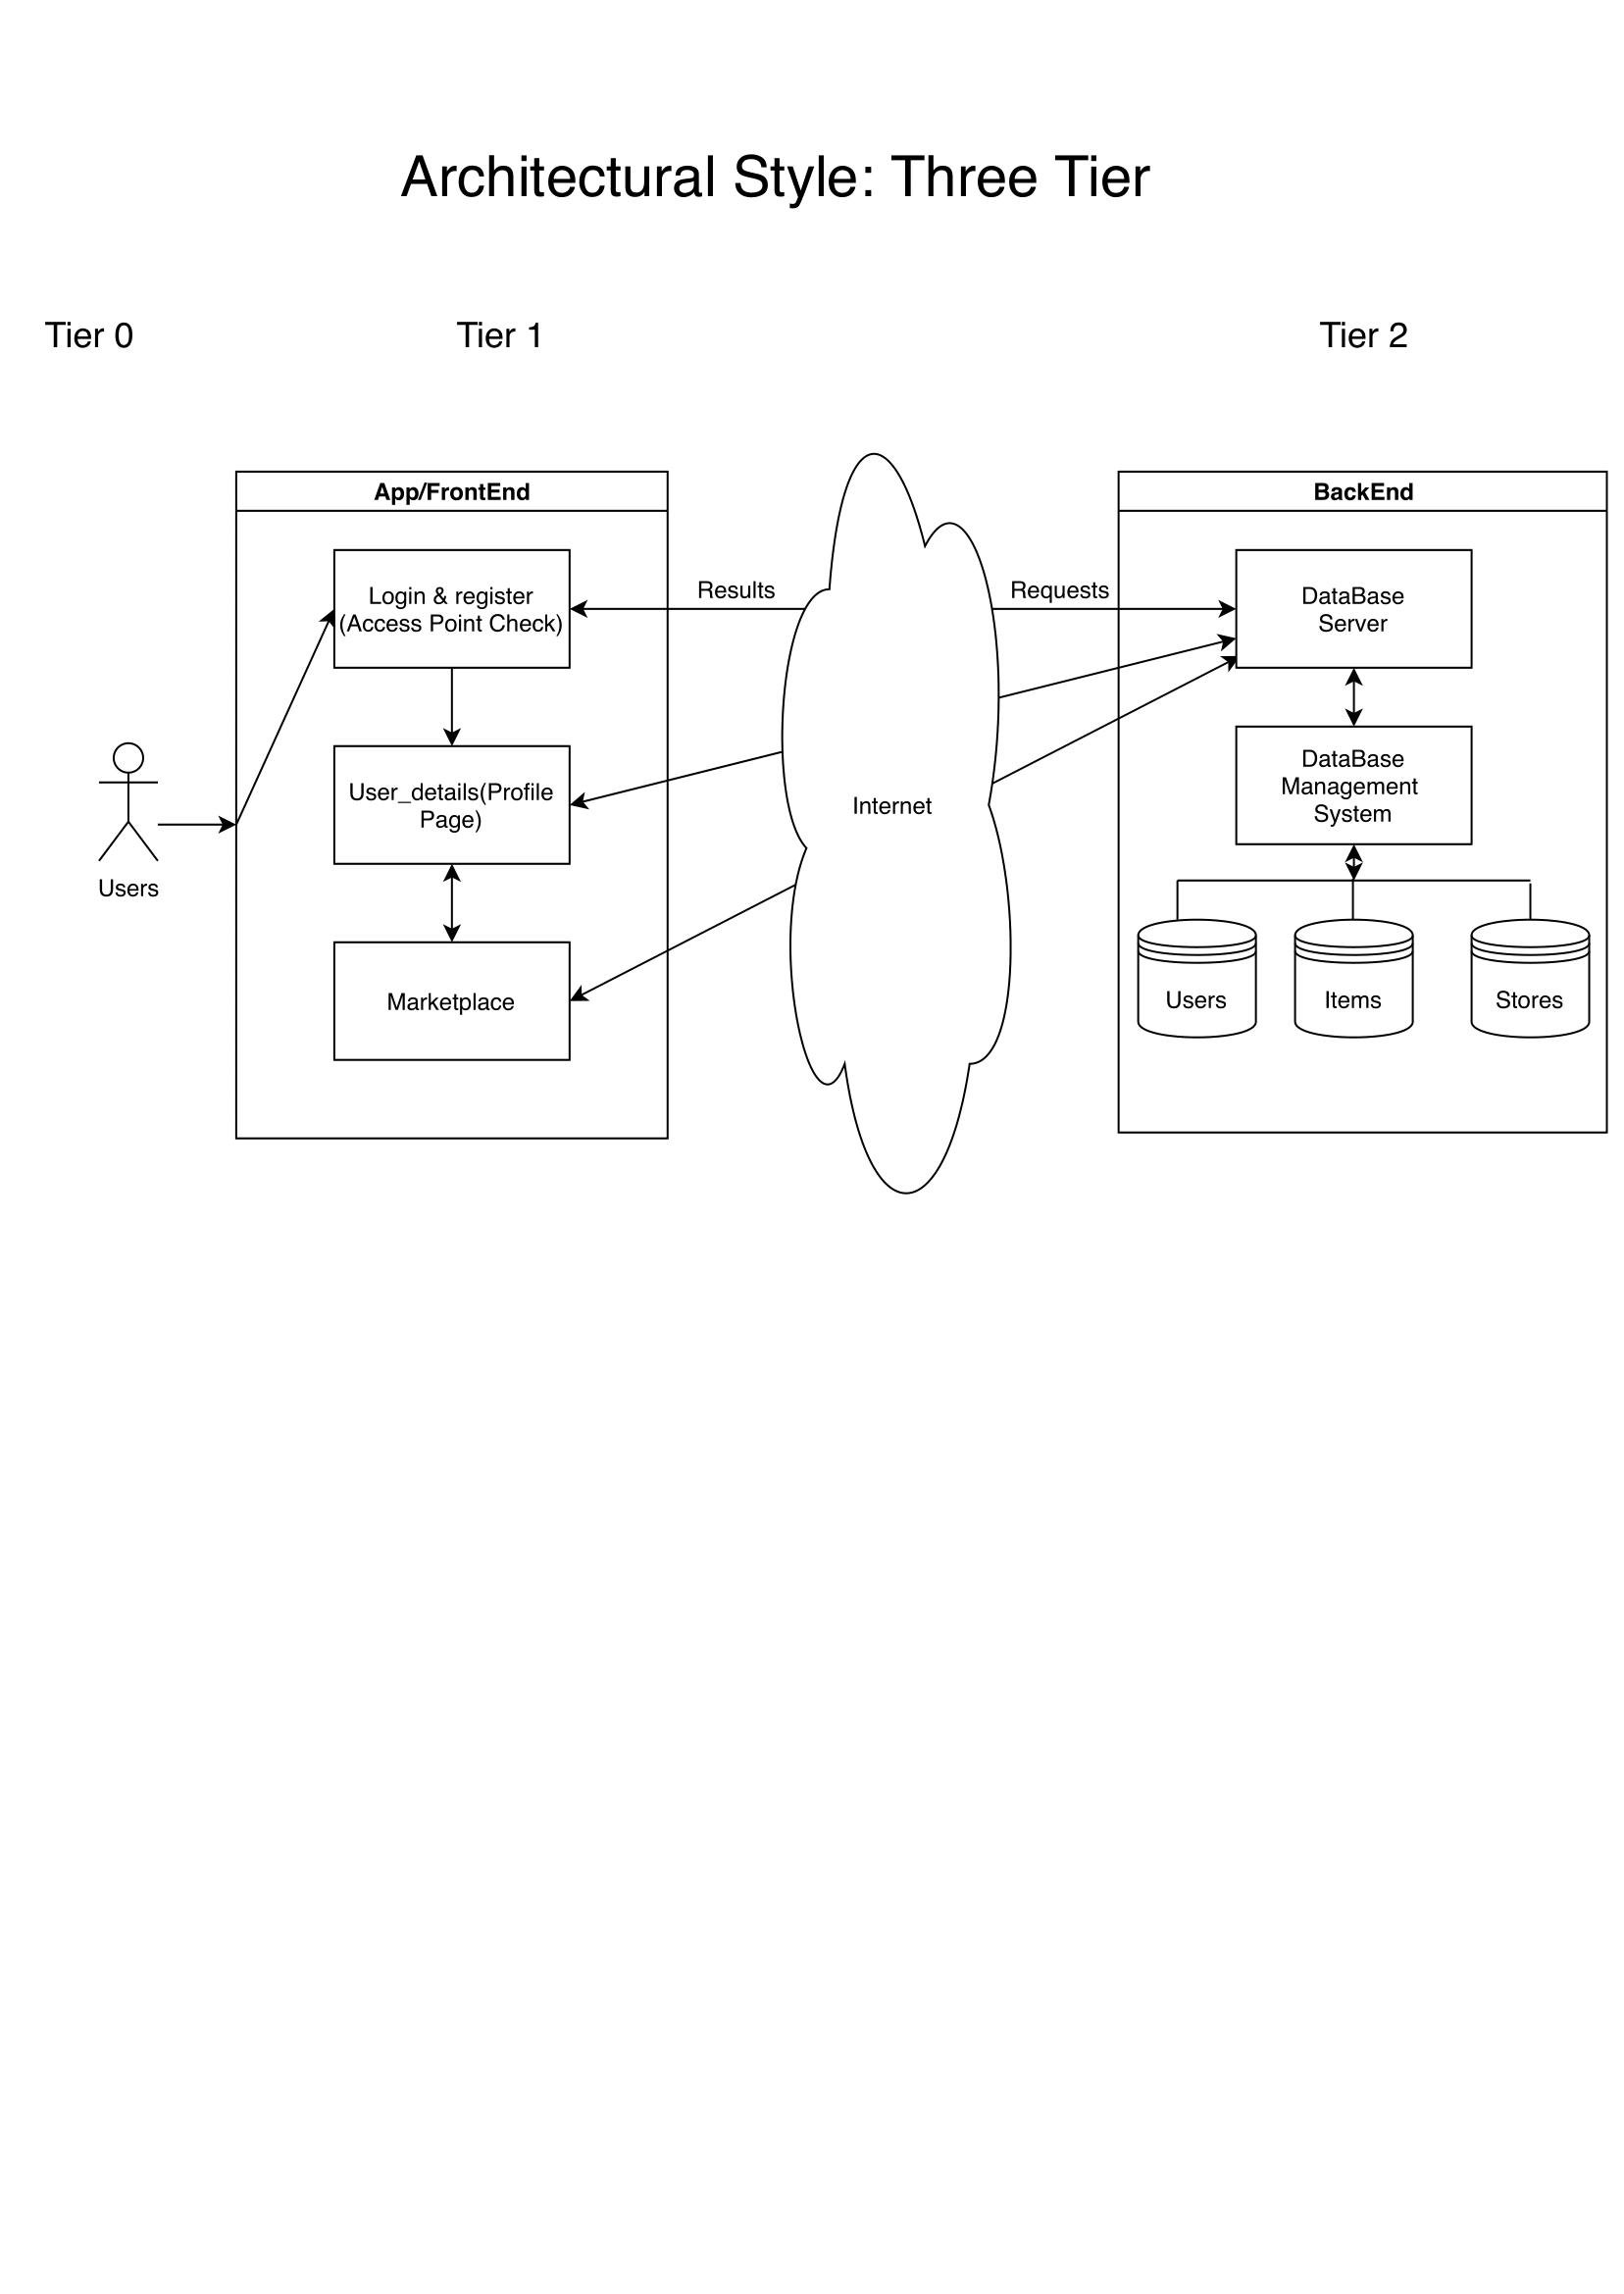 Architectural Style: Three Tier
Tier 0
Tier 1
Tier 2
App/FrontEnd
BackEnd
Login & register
(Access Point Check)
Results
Requests
DataBase
Server
User_details(Profile
Page)
Internet
DataBase
Management
System
Users
Marketplace
Users
Items
Stores